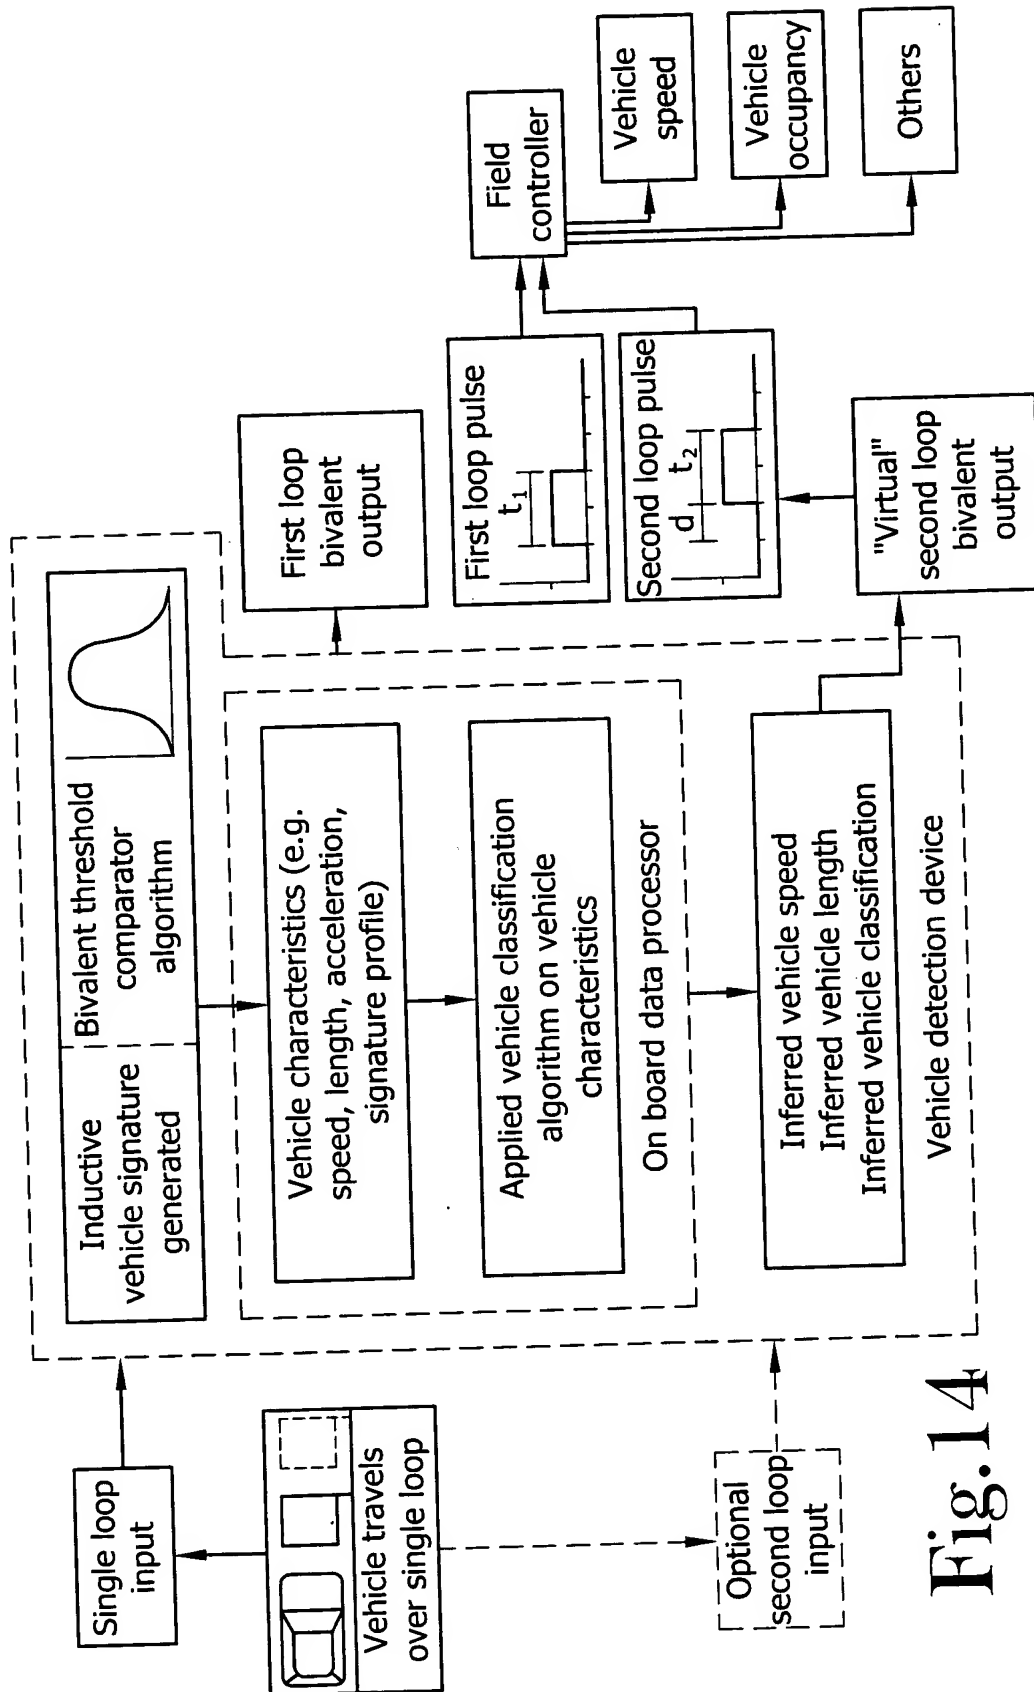 Single loop
input
Vehicle travels
over single loop
Optional
second loop
input
Inductive
vehicle signature
generated
Bivalent threshold
comparator
algorithm
Vehicle characteristics (e.g.
speed, length, acceleration,
signature profile)
Applied vehicle classification
algorithm on vehicle
characteristics
On board data processor
Inferred vehicle speed
Inferred vehicle length
Inferred vehicle classification
Vehicle detection device
First loop
bivalent
output
First loop pulse
t1
Second loop pulse
d t2
"Virtual"
second loop
bivalent
output
Field
controller
Vehicle
speed
Vehicle
occupancy
Others
Fig.14